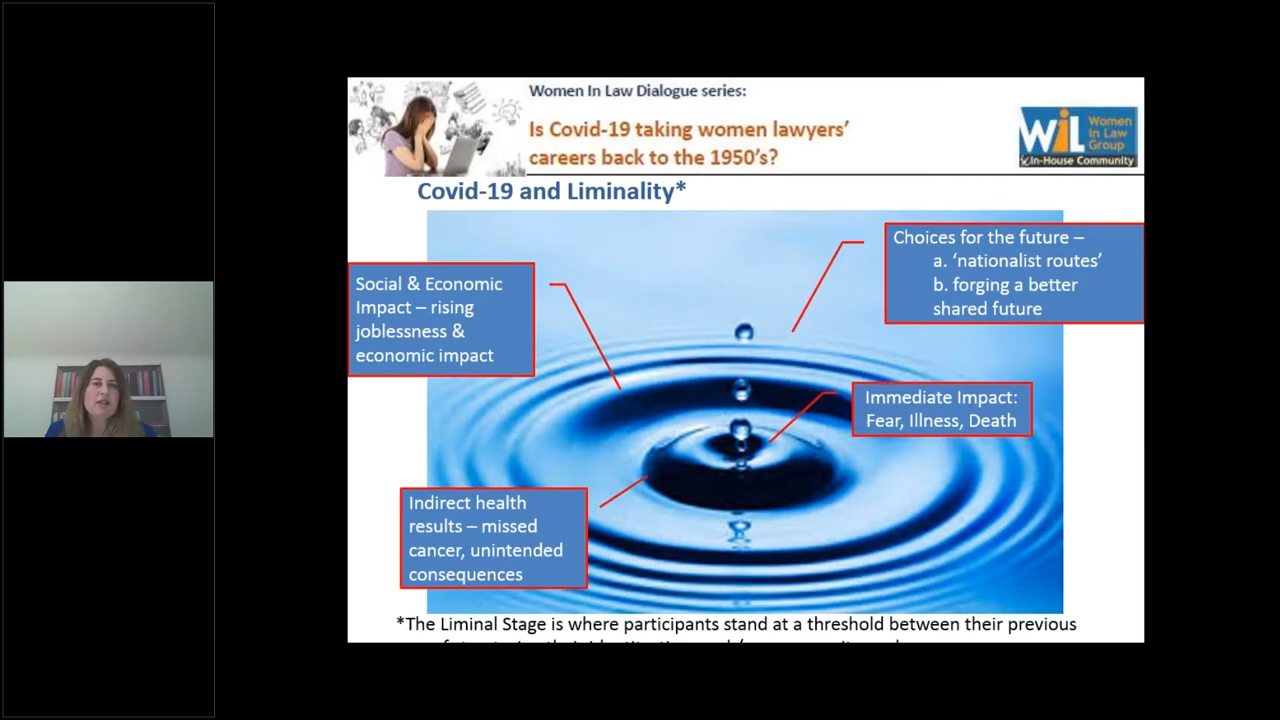 Women In Law Dialogue series:
Is Covid-19 taking women lawyers'
careers back to the 1950's?
WiL
Women
in Law
Group
In-House Community
Covid-19 and Liminality*
Choices for the future –
a. 'nationalist routes'
b. forging a better
shared future
Social & Economic
Impact – rising
joblessness &
economic impact
Immediate Impact:
Fear, Illness, Death
Indirect health
results – missed
cancer, unintended
consequences
*The Liminal Stage is where participants stand at a threshold between their previous